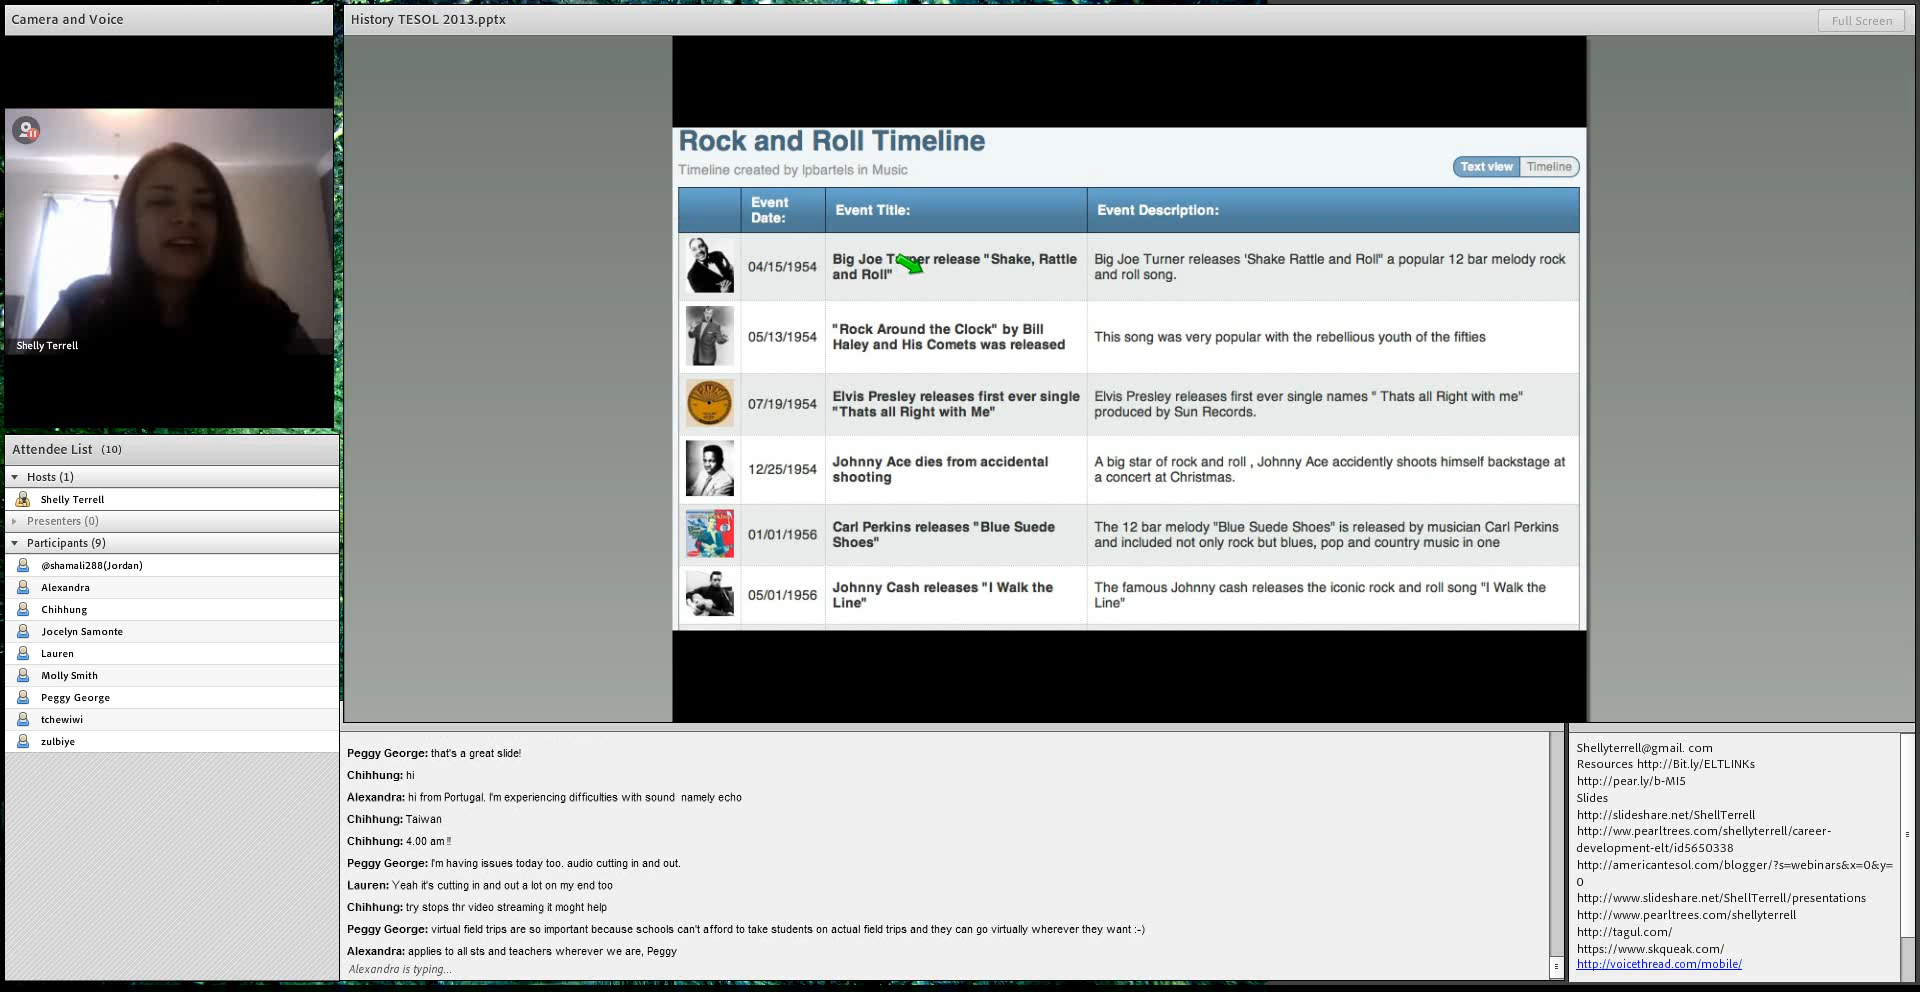 Camera and Voice
Shelly Terrell
Attendee List (10)
Hosts (1)
Shelly Terrell
Presenters (0)
Participants (9)
@shamali288(Jordan)
Alexandra
Chihhung
Jocelyn Samonte
Lauren
Molly Smith
Peggy George
tchewiwi
zulbiye
History TESOL 2013.pptx
Full Screen
Rock and Roll Timeline
Timeline created by lpbartels in Music
Text view Timeline
Event Date: Event Title: Event Description:
04/15/1954 Big Joe Turner release "Shake, Rattle and Roll" Big Joe Turner releases 'Shake Rattle and Roll" a popular 12 bar melody rock and roll song.
05/13/1954 "Rock Around the Clock" by Bill Haley and His Comets was released This song was very popular with the rebellious youth of the fifties
07/19/1954 Elvis Presley releases first ever single "Thats all Right with Me" Elvis Presley releases first ever single names " Thats all Right with me" produced by Sun Records.
12/25/1954 Johnny Ace dies from accidental shooting A big star of rock and roll , Johnny Ace accidently shoots himself backstage at a concert at Christmas.
01/01/1956 Carl Perkins releases "Blue Suede Shoes" The 12 bar melody "Blue Suede Shoes" is released by musician Carl Perkins and included not only rock but blues, pop and country music in one
05/01/1956 Johnny Cash releases "I Walk the Line" The famous Johnny cash releases the iconic rock and roll song "I Walk the Line"
Peggy George: that's a great slide!
Chihhung: hi
Alexandra: hi from Portugal. I'm experiencing difficulties with sound namely echo
Chihhung: Taiwan
Chihhung: 4.00 am !!
Peggy George: I'm having issues today too. audio cutting in and out.
Lauren: Yeah it's cutting in and out a lot on my end too
Chihhung: try stops thr video streaming it moght help
Peggy George: virtual field trips are so important because schools can't afford to take students on actual field trips and they can go virtually wherever they want :-)
Alexandra: applies to all sts and teachers wherever we are, Peggy
Alexandra is typing...
Shellyterrell@gmail. com
Resources http://Bit.ly/ELTLINKs
http://pear.ly/b-MI5
Slides
http://slideshare.net/ShellTerrell
http://ww.pearltrees.com/shellyterrell/career-
development-elt/id5650338
http://americantesol.com/blogger/?s=webinars&x=0&y=
0
http://www.slideshare.net/ShellTerrell/presentations
http://www.pearltrees.com/shellyterrell
http://tagul.com/
https://www.skqueak.com/
http://voicethread.com/mobile/